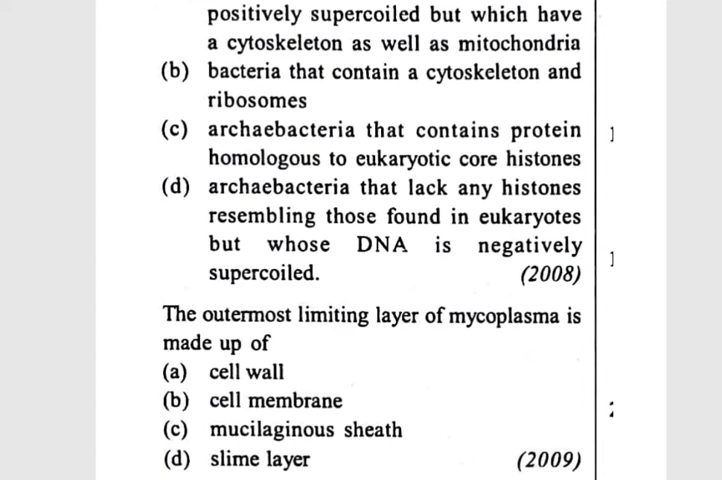 positively supercoiled but which have
a cytoskeleton as well as mitochondria
(b) bacteria that contain a cytoskeleton and
ribosomes
(c) archaebacteria that contains protein
homologous to eukaryotic core histones
(d) archaebacteria that lack any histones
resembling those found in eukaryotes
but whose DNA is negatively
supercoiled. (2008)
The outermost limiting layer of mycoplasma is
made up of
(a) cell wall
(b) cell membrane
(c) mucilaginous sheath
(d) slime layer (2009)